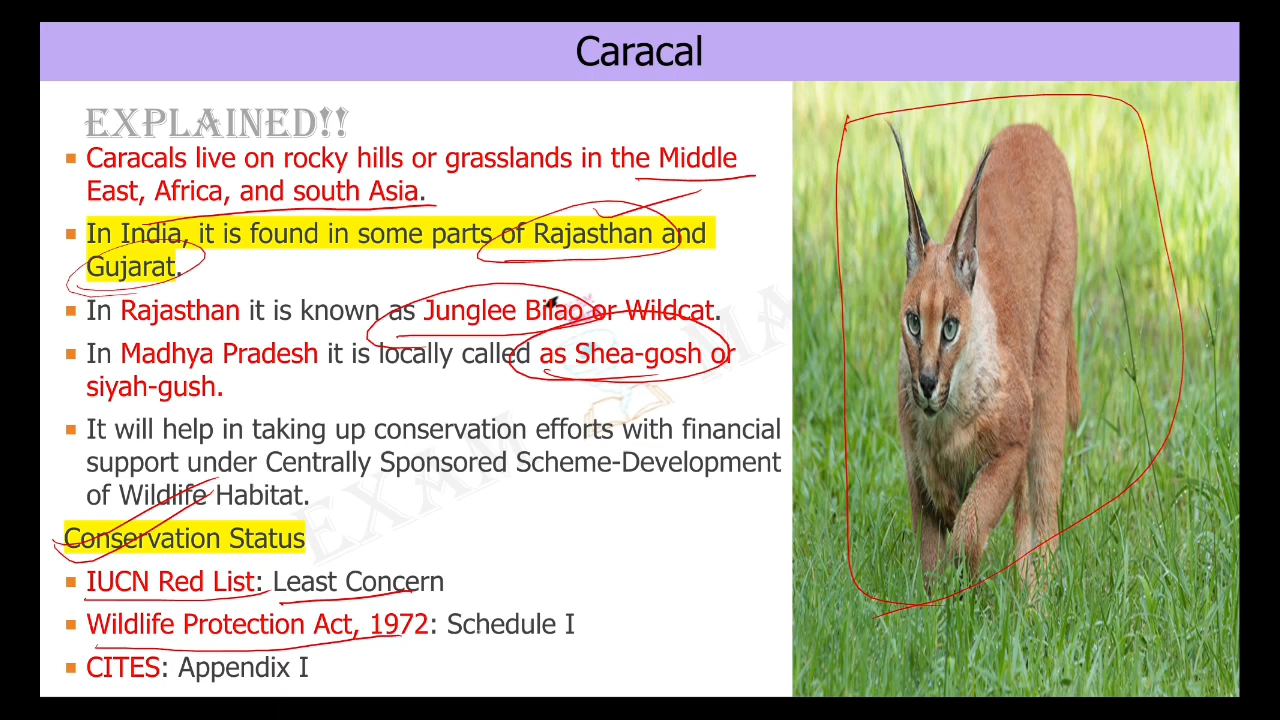 Caracal
EXPLAINED!!
Caracals live on rocky hills or grasslands in the Middle
East, Africa, and south Asia.
In India, it is found in some parts of Rajasthan and
Gujarat.
In Rajasthan it is known as Junglee Bilao or Wildcat.
In Madhya Pradesh it is locally called as Shea-gosh or
siyah-gush.
It will help in taking up conservation efforts with financial
support under Centrally Sponsored Scheme-Development
of Wildlife Habitat.
Conservation Status
IUCN Red List: Least Concern
Wildlife Protection Act, 1972: Schedule I
CITES: Appendix I
EXAM MA